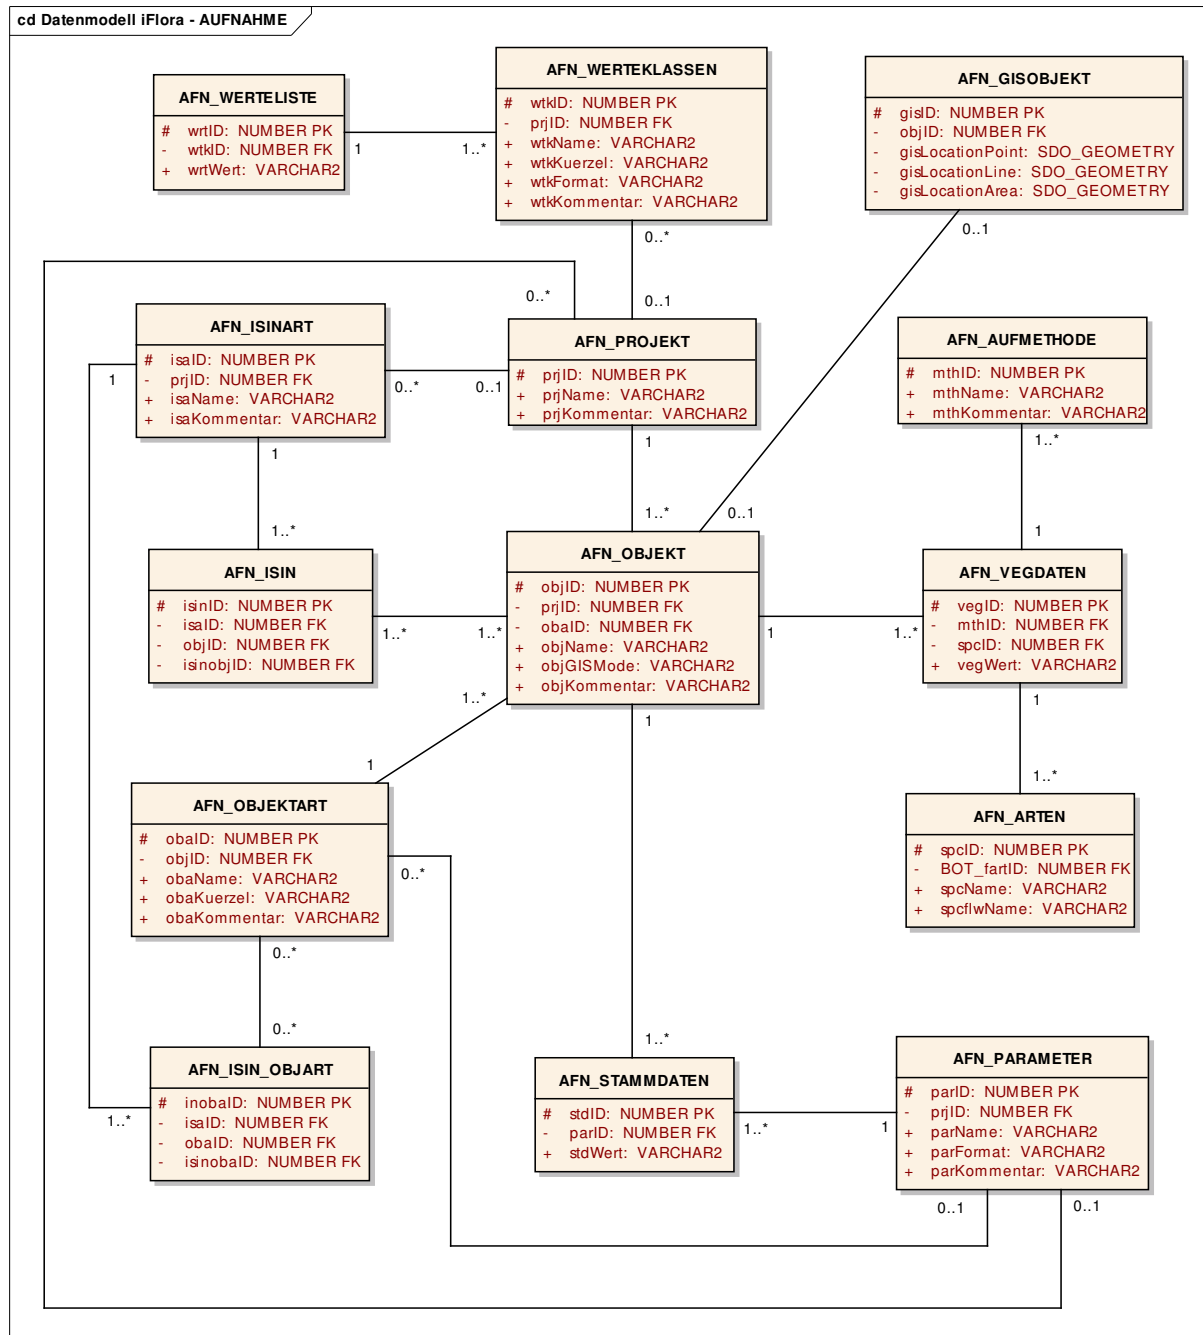 cd Datenmodell iFlora - AUFNAHME
AFN_WERTELISTE
# wrtID: NUMBER PK
- wtkID: NUMBER FK
+ wrtWert: VARCHAR2
1
1..*
AFN_WERTEKLASSEN
# wtkID: NUMBER PK
- prjID: NUMBER FK
+ wtkName: VARCHAR2
+ wtkKuerzel: VARCHAR2
+ wtkFormat: VARCHAR2
+ wtkKommentar: VARCHAR2
0..*
0..1
AFN_GISOBJEKT
# gisID: NUMBER PK
- objID: NUMBER FK
- gisLocationPoint: SDO_GEOMETRY
- gisLocationLine: SDO_GEOMETRY
- gisLocationArea: SDO_GEOMETRY
0..1
0..1
0..*
AFN_ISINART
# isaID: NUMBER PK
- prjID: NUMBER FK
+ isaName: VARCHAR2
+ isaKommentar: VARCHAR2
1
0..*
0..1
1
1..*
AFN_PROJEKT
# prjID: NUMBER PK
+ prjName: VARCHAR2
+ prjKommentar: VARCHAR2
1
1..*
AFN_AUFMETHODE
# mthID: NUMBER PK
+ mthName: VARCHAR2
+ mthKommentar: VARCHAR2
1..*
1
AFN_ISIN
# isinID: NUMBER PK
- isaID: NUMBER FK
- objID: NUMBER FK
- isinobjID: NUMBER FK
1..*
1..*
AFN_OBJEKT
# objID: NUMBER PK
- prjID: NUMBER FK
- obaID: NUMBER FK
+ objName: VARCHAR2
+ objGISMode: VARCHAR2
+ objKommentar: VARCHAR2
1
1..*
1..*
1
1
AFN_VEGDATEN
# vegID: NUMBER PK
- mthID: NUMBER FK
- spcID: NUMBER FK
+ vegWert: VARCHAR2
1
1..*
AFN_OBJEKTART
# obaID: NUMBER PK
- objID: NUMBER FK
+ obaName: VARCHAR2
+ obaKuerzel: VARCHAR2
+ obaKommentar: VARCHAR2
0..*
0..*
0..*
AFN_ARTEN
# spcID: NUMBER PK
- BOT_fartID: NUMBER FK
+ spcName: VARCHAR2
+ spcflwName: VARCHAR2
AFN_ISIN_OBJART
# inobaID: NUMBER PK
- isaID: NUMBER FK
- obaID: NUMBER FK
- isinobaID: NUMBER FK
1..*
1..*
AFN_STAMMDATEN
# stdID: NUMBER PK
- parID: NUMBER FK
+ stdWert: VARCHAR2
1..*
1
AFN_PARAMETER
# parID: NUMBER PK
- prjID: NUMBER FK
+ parName: VARCHAR2
+ parFormat: VARCHAR2
+ parKommentar: VARCHAR2
0..1
0..1